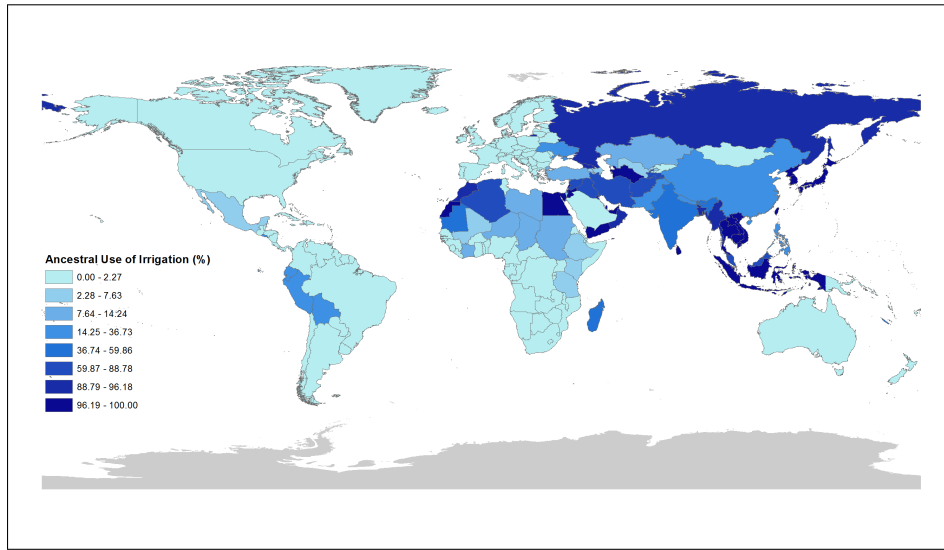 Ancestral Use of Irrigation (%)
0.00 - 2.27
2.28 - 7.63
7.64 - 14.24
14.25 - 36.73
36.74 - 59.86
59.87 - 88.78
88.79 - 96.18
96.19 - 100.00